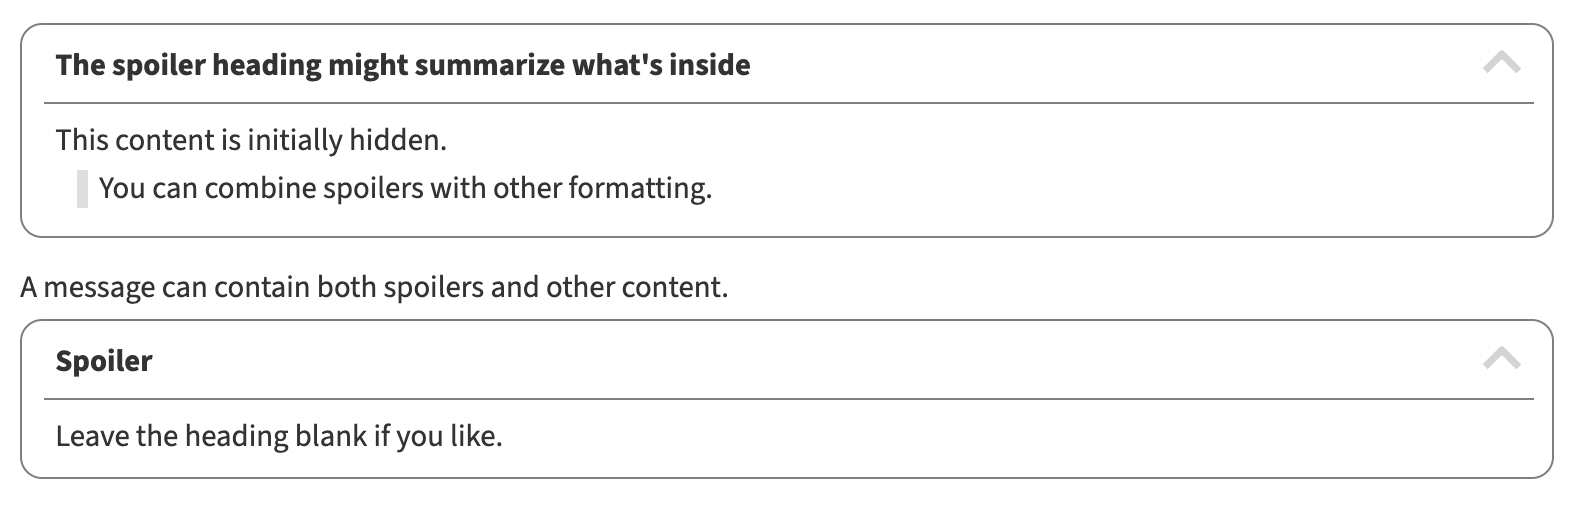 The spoiler heading might summarize what's inside
This content is initially hidden.
You can combine spoilers with other formatting.
A message can contain both spoilers and other content.
Spoiler
Leave the heading blank if you like.